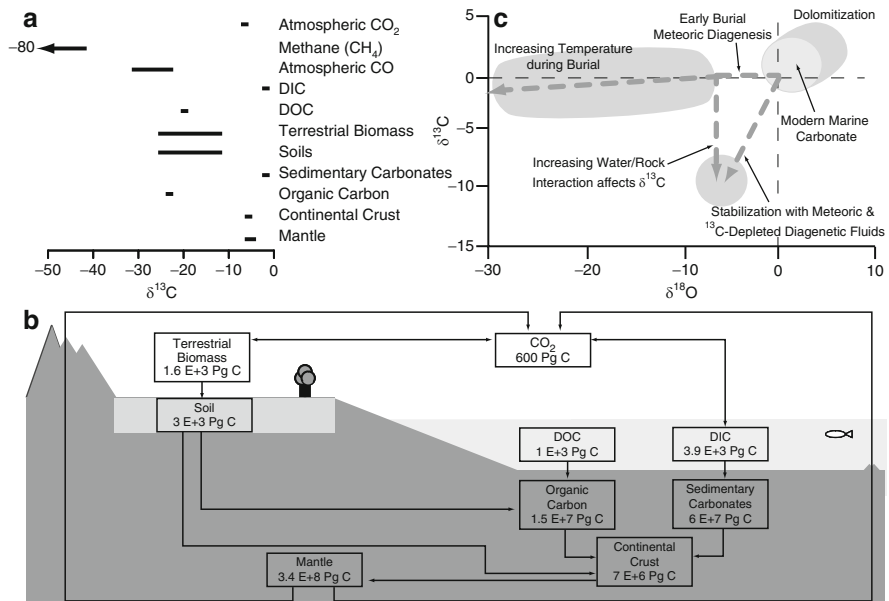 a
Atmospheric CO₂
−80
Methane (CH₄)
Atmospheric CO
DIC
DOC
Terrestrial Biomass
Soils
Sedimentary Carbonates
Organic Carbon
Continental Crust
Mantle
−50 −40 −30 −20 −10 0
δ¹³C
c
Early Burial
Meteoric Diagenesis
Dolomitization
Increasing Temperature
during Burial
Modern Marine
Carbonate
Increasing Water/Rock
Interaction affects δ¹³C
Stabilization with Meteoric &
¹³C-Depleted Diagenetic Fluids
5
0
−5
−10
−15
δ¹³C
−30 −20 −10 0 10
δ¹⁸O
b
Terrestrial
Biomass
1.6 E+3 Pg C
CO₂
600 Pg C
Soil
3 E+3 Pg C
DOC
1 E+3 Pg C
DIC
3.9 E+3 Pg C
Organic
Carbon
1.5 E+7 Pg C
Sedimentary
Carbonates
6 E+7 Pg C
Continental
Crust
7 E+6 Pg C
Mantle
3.4 E+8 Pg C